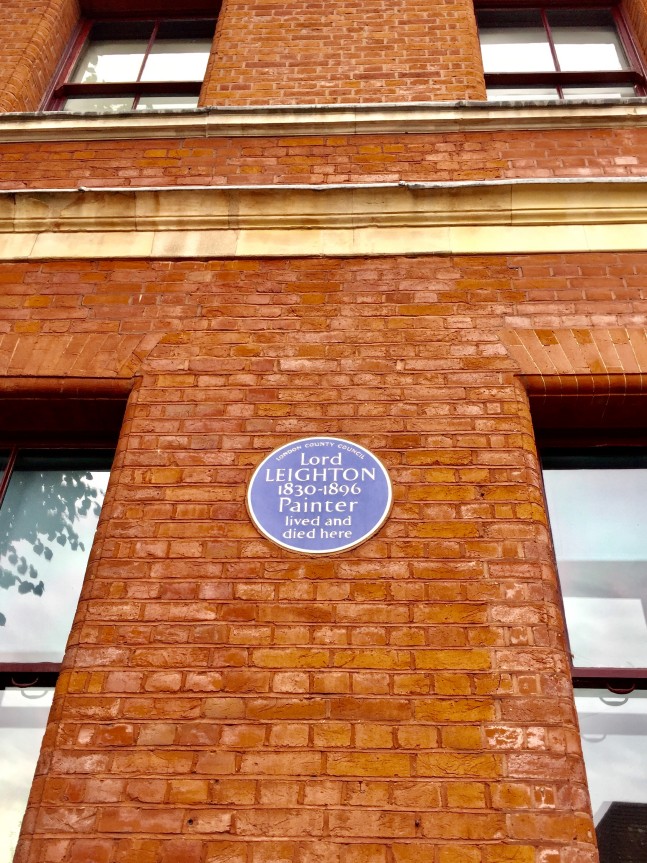 LONDON COUNTY COUNCIL
Lord
LEIGHTON
1830-1896
Painter
lived and
died here